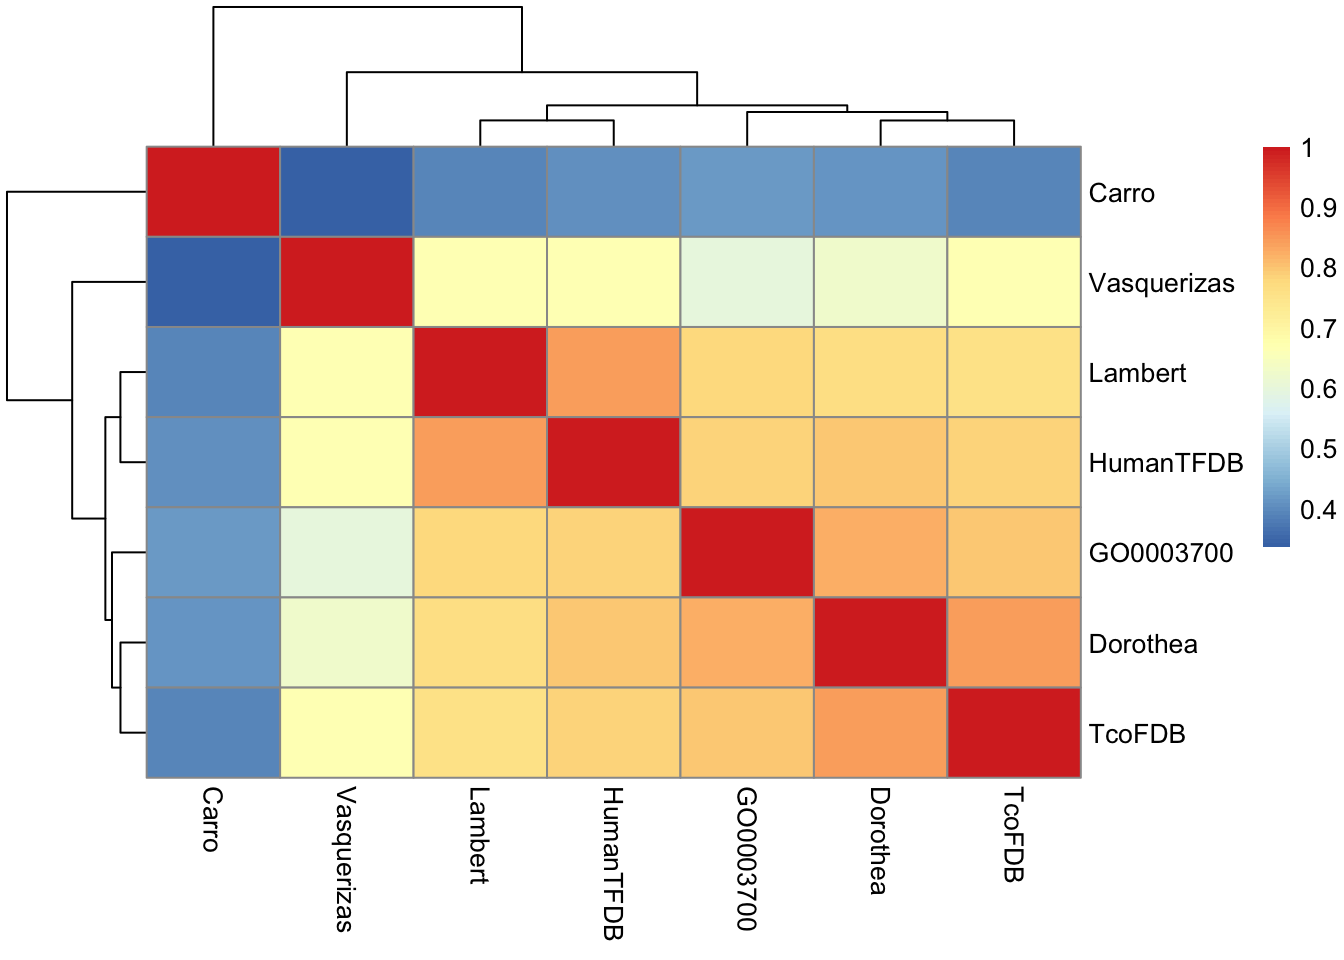 1
0.9
0.8
0.7
0.6
0.5
0.4
Carro
Vasquerizas
Lambert
HumanTFDB
GO0003700
Dorothea
TcoFDB
Carro
Vasquerizas
Lambert
HumanTFDB
GO0003700
Dorothea
TcoFDB